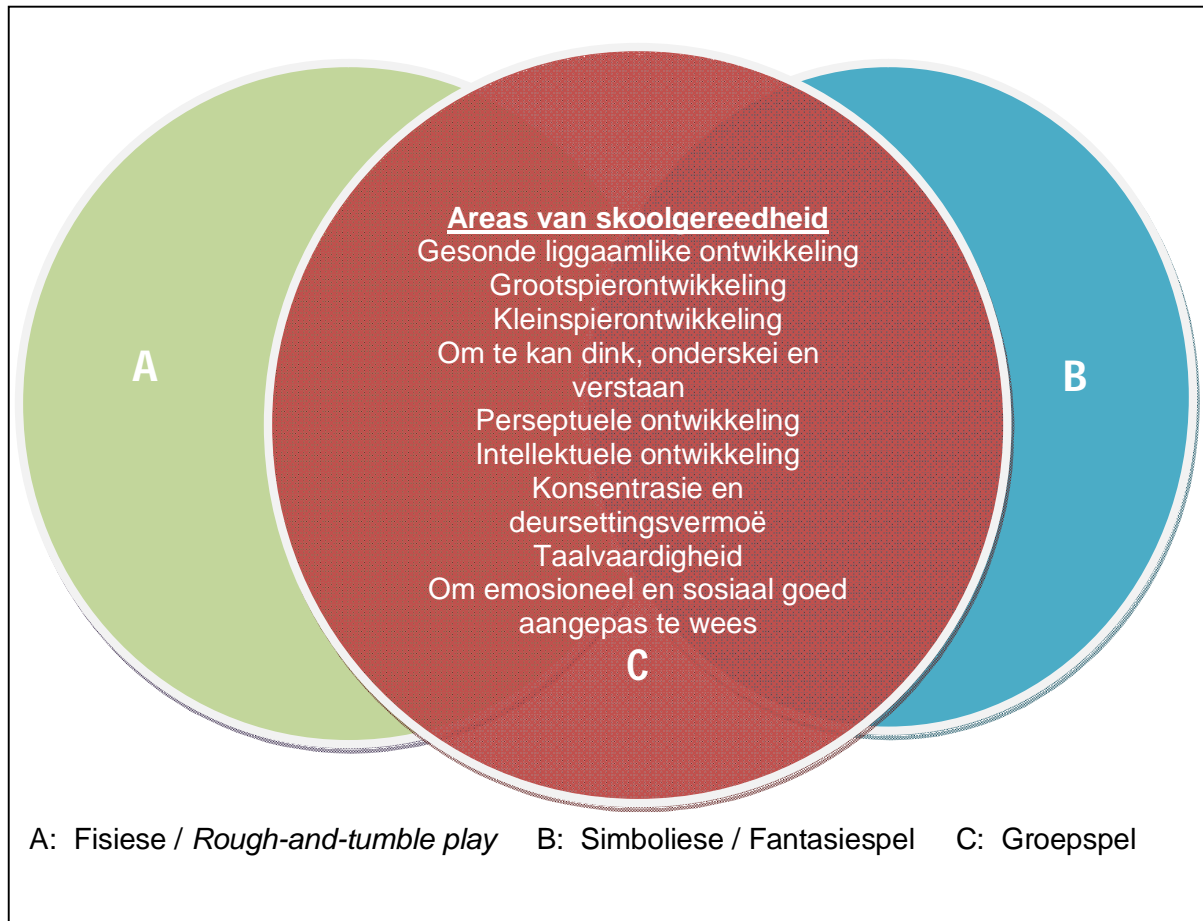 Areas van skoolgereedheid
Gesonde liggaamlike ontwikkeling
Grootspierontwikkeling
Kleinspierontwikkeling
Om te kan dink, onderskei en
verstaan
Perseptuele ontwikkeling
Intellektuele ontwikkeling
Konsentrasie en
deursettingsvermoë
Taalvaardigheid
Om emosioneel en sosiaal goed
aangepas te wees
A
B
C
A: Fisiese / Rough-and-tumble play B: Simboliese / Fantasiespel C: Groepspel